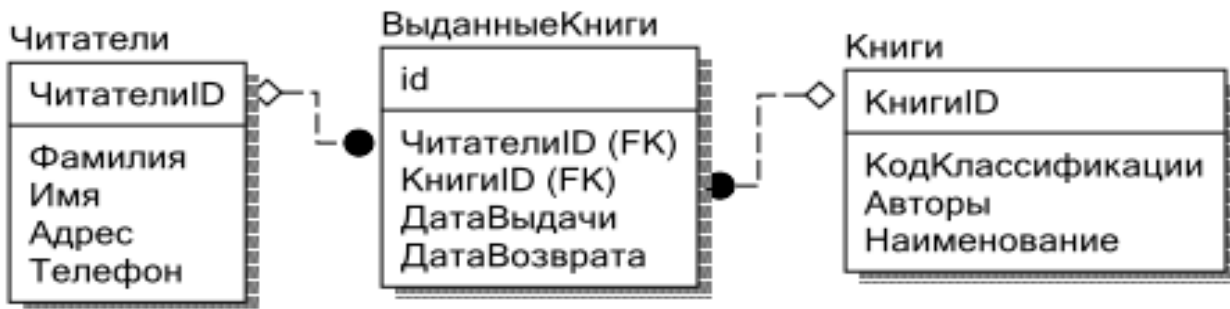 Читатели
ЧитателиID
Фамилия
Имя
Адрес
Телефон
ВыданныеКниги
id
ЧитателиID (FK)
КнигиID (FK)
ДатаВыдачи
ДатаВозврата
Книги
КнигиID
КодКлассификации
Авторы
Наименование